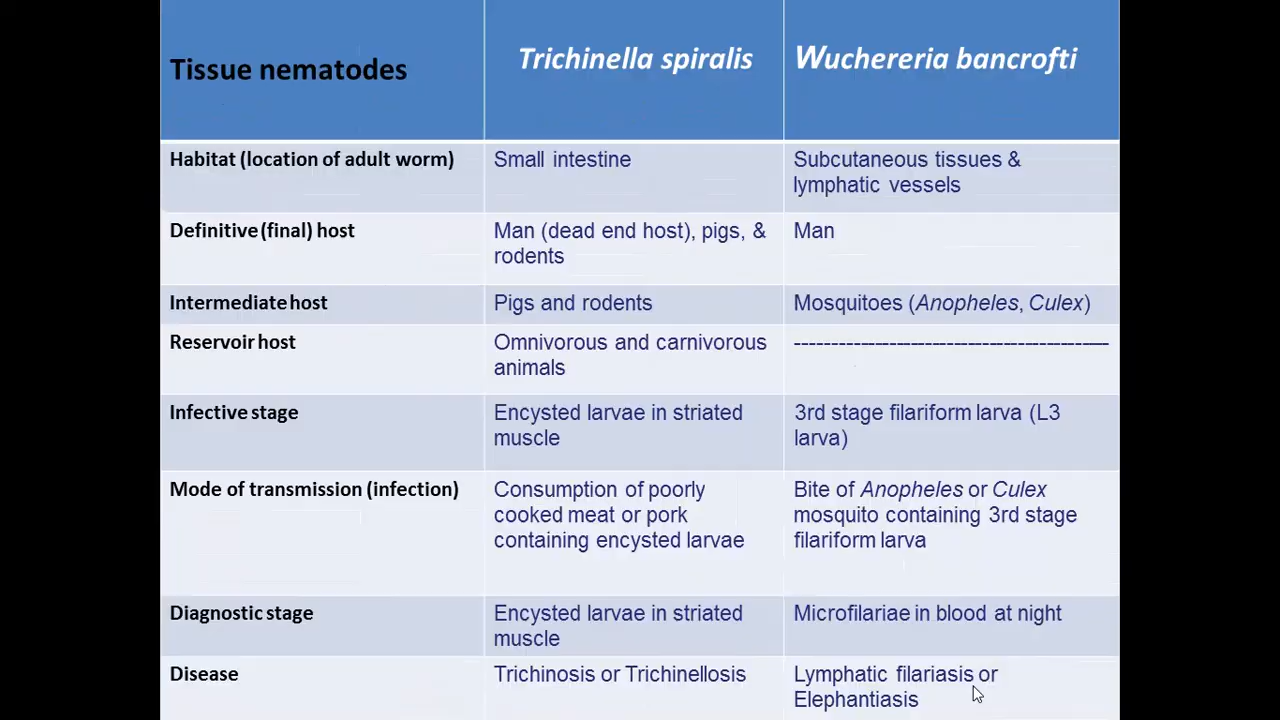 Tissue nematodes
Trichinella spiralis
Wuchereria bancrofti
Habitat (location of adult worm)
Small intestine
Subcutaneous tissues &
lymphatic vessels
Definitive (final) host
Man (dead end host), pigs, &
rodents
Man
Intermediate host
Pigs and rodents
Mosquitoes (Anopheles, Culex)
Reservoir host
Omnivorous and carnivorous
animals
------------------------------------------
Infective stage
Encysted larvae in striated
muscle
3rd stage filariform larva (L3
larva)
Mode of transmission (infection)
Consumption of poorly
cooked meat or pork
containing encysted larvae
Bite of Anopheles or Culex
mosquito containing 3rd stage
filariform larva
Diagnostic stage
Encysted larvae in striated
muscle
Microfilariae in blood at night
Disease
Trichinosis or Trichinellosis
Lymphatic filariasis or
Elephantiasis